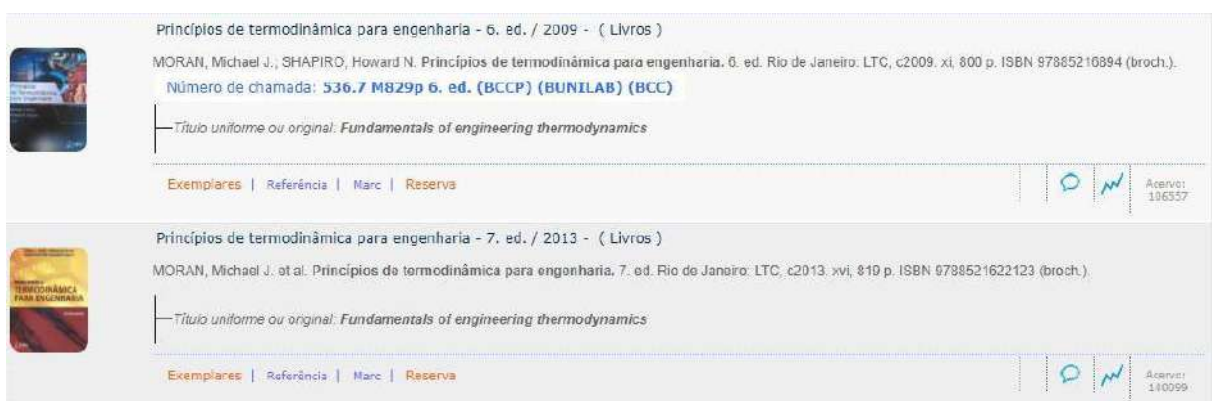 Princípios de termodinâmica para engenharia - 6. ed. / 2009 - ( Livros )
MORAN, Michael J.; SHAPIRO, Howard N. Princípios de termodinâmica para engenharia. 6. ed. Rio de Janeiro: LTC, c2009. xi, 800 p. ISBN 97885216894 (broch.).
Número de chamada: 536.7 M829p 6. ed. (BCCP) (BUNILAB) (BCC)
Título uniforme ou original: Fundamentals of engineering thermodynamics
Exemplares | Referência | Marc | Reserva
Acervo:
106557
Princípios de termodinâmica para engenharia - 7. ed. / 2013 - ( Livros )
TERMODINÂMICA
PARA ENGENHARIA
MORAN, Michael J. et al. Princípios de termodinâmica para engenharia. 7. ed. Rio de Janeiro: LTC, c2013. xvi, 819 p. ISBN 9788521622123 (broch.).
Título uniforme ou original: Fundamentals of engineering thermodynamics
Exemplares | Referência | Marc | Reserva
Acervo:
140099